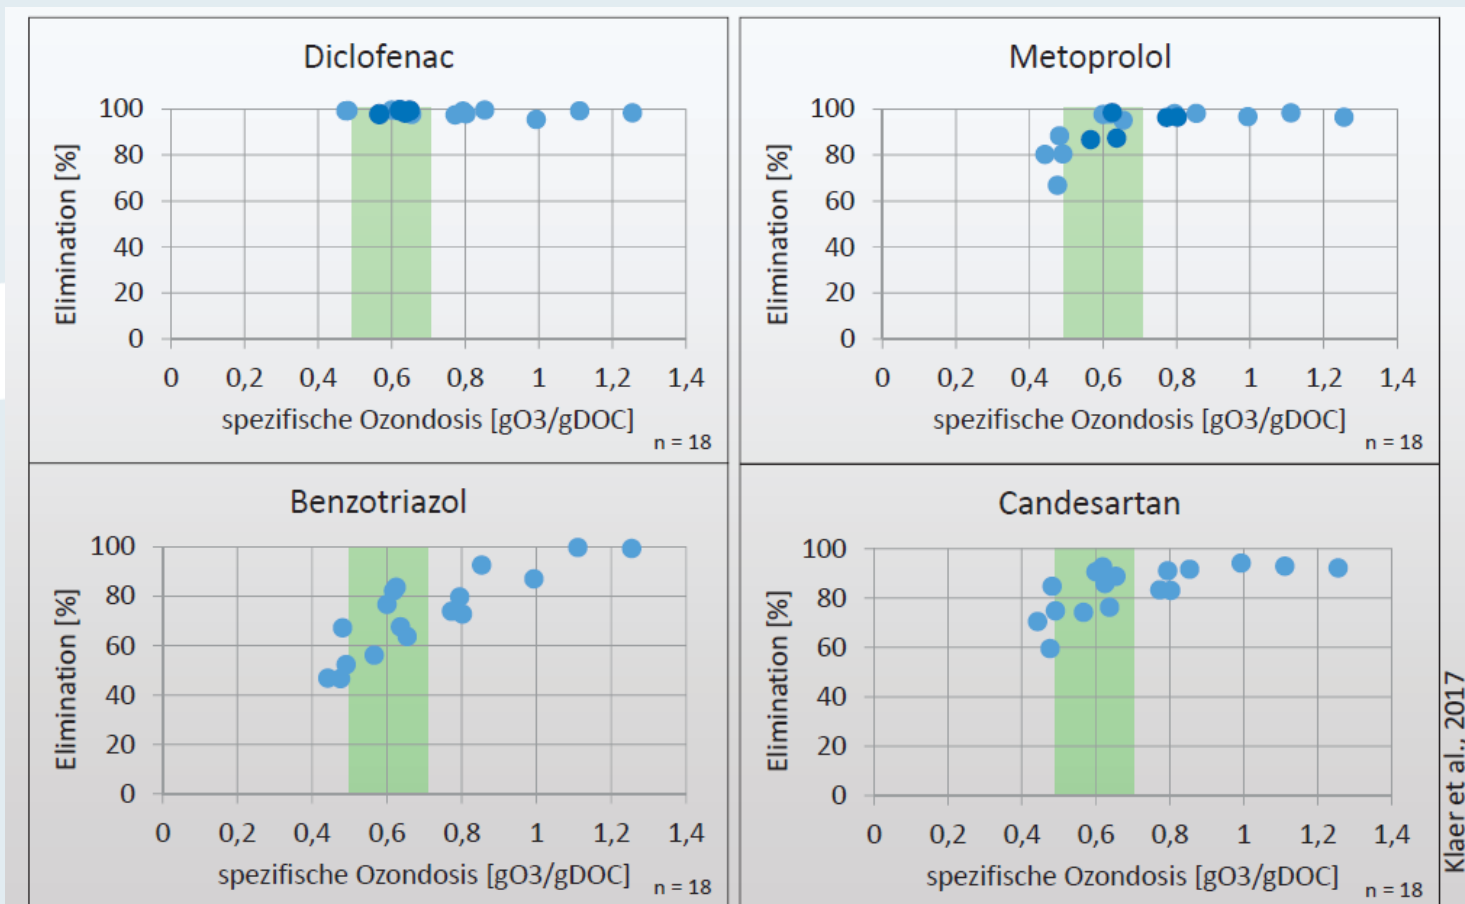 Diclofenac
Elimination [%]
100
80
60
40
20
0
0 0,2 0,4 0,6 0,8 1 1,2 1,4
spezifische Ozondosis [gO3/gDOC]
n = 18
Metoprolol
Elimination [%]
100
80
60
40
20
0
0 0,2 0,4 0,6 0,8 1 1,2 1,4
spezifische Ozondosis [gO3/gDOC]
n = 18
Benzotriazol
Elimination [%]
100
80
60
40
20
0
0 0,2 0,4 0,6 0,8 1 1,2 1,4
spezifische Ozondosis [gO3/gDOC]
n = 18
Candesartan
Elimination [%]
100
80
60
40
20
0
0 0,2 0,4 0,6 0,8 1 1,2 1,4
spezifische Ozondosis [gO3/gDOC]
n = 18
Klaer et al., 2017